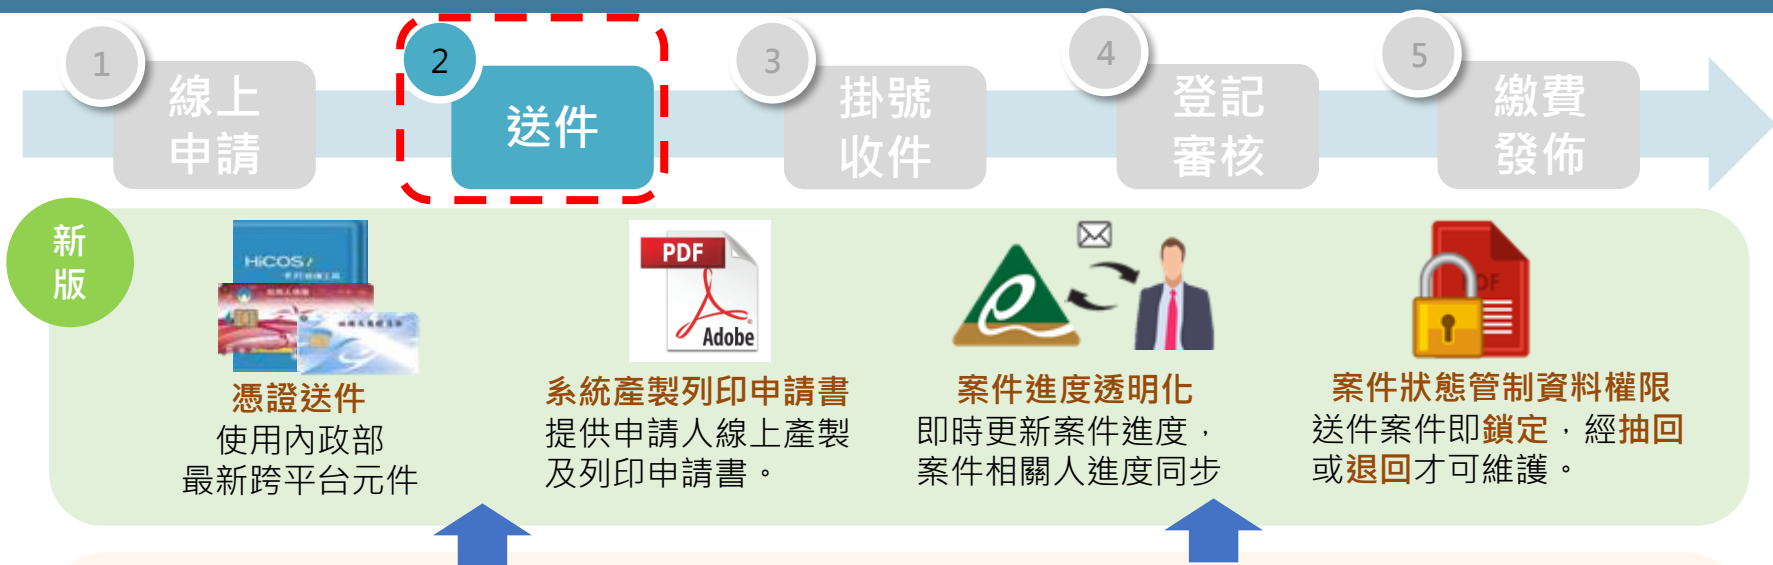 1
線上
申請
2
送件
3
掛號
收件
4
登記
審核
5
繳費
發佈
新
版
HiCOS
憑證送件
使用內政部
最新跨平台元件
PDF
Adobe
系統產製列印申請書
提供申請人線上產製
及列印申請書。
案件進度透明化
即時更新案件進度，
案件相關人進度同步
PDF
案件狀態管制資料權限
送件案件即鎖定，經抽回
或退回才可維護。